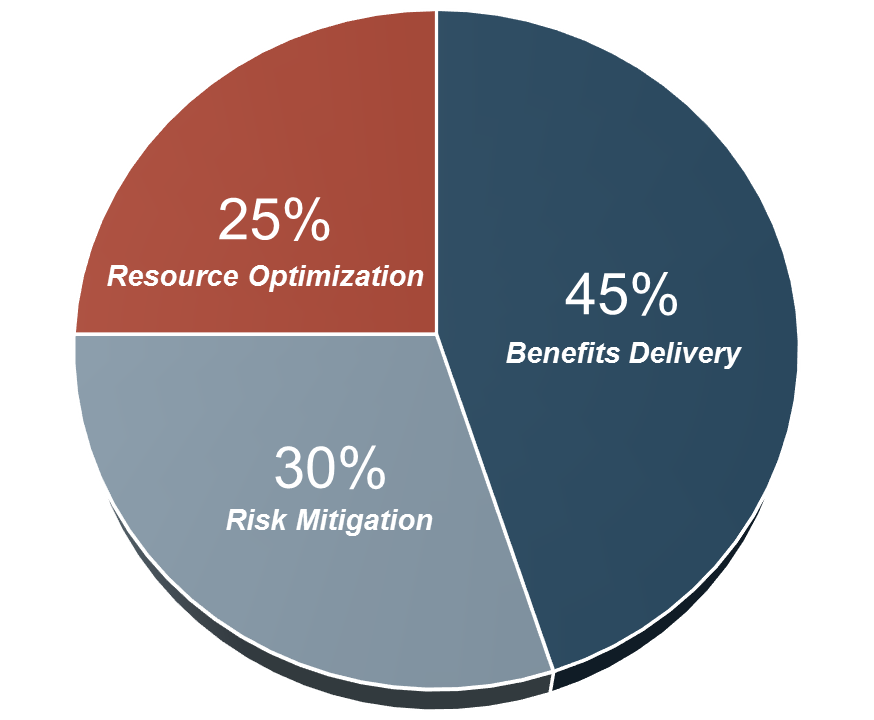 25%
Resource Optimization
45%
Benefits Delivery
30%
Risk Mitigation